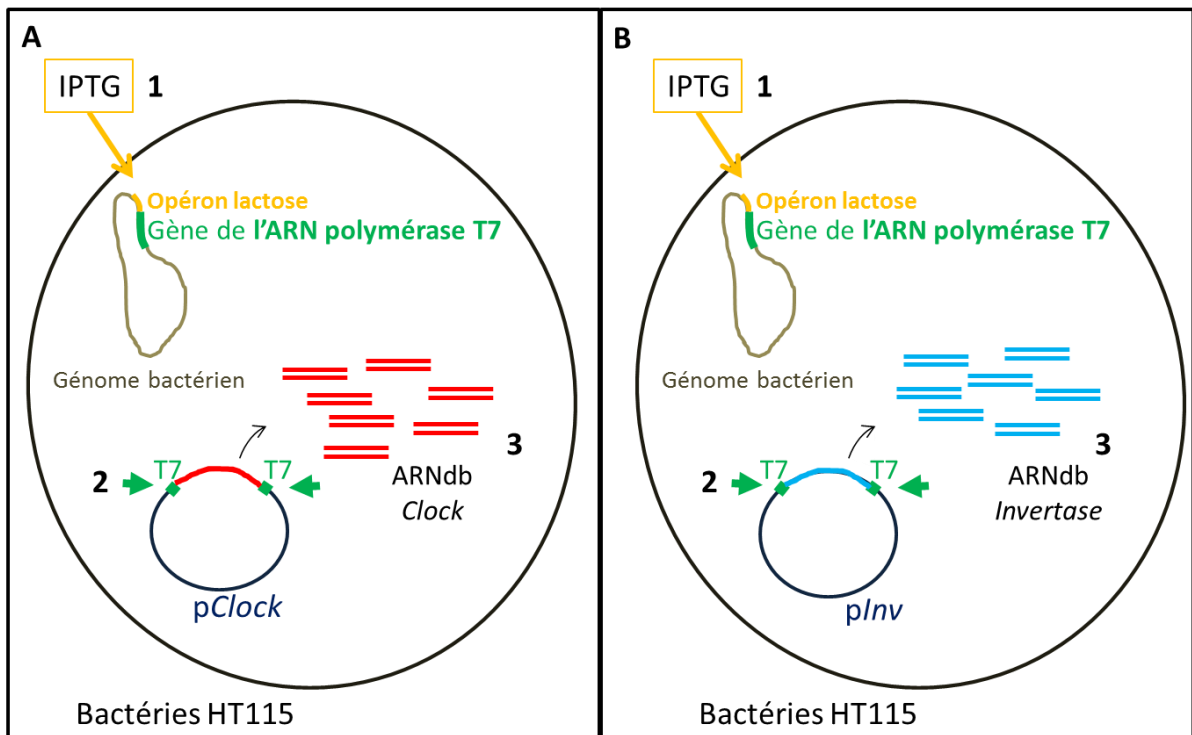 A
IPTG 1
Opéron lactose
Gène de l'ARN polymérase T7
Génome bactérien
2 T7 T7
3
ARNdb
Clock
pClock
Bactéries HT115
B
IPTG 1
Opéron lactose
Gène de l'ARN polymérase T7
Génome bactérien
2 T7 T7
3
ARNdb
Invertase
pInv
Bactéries HT115